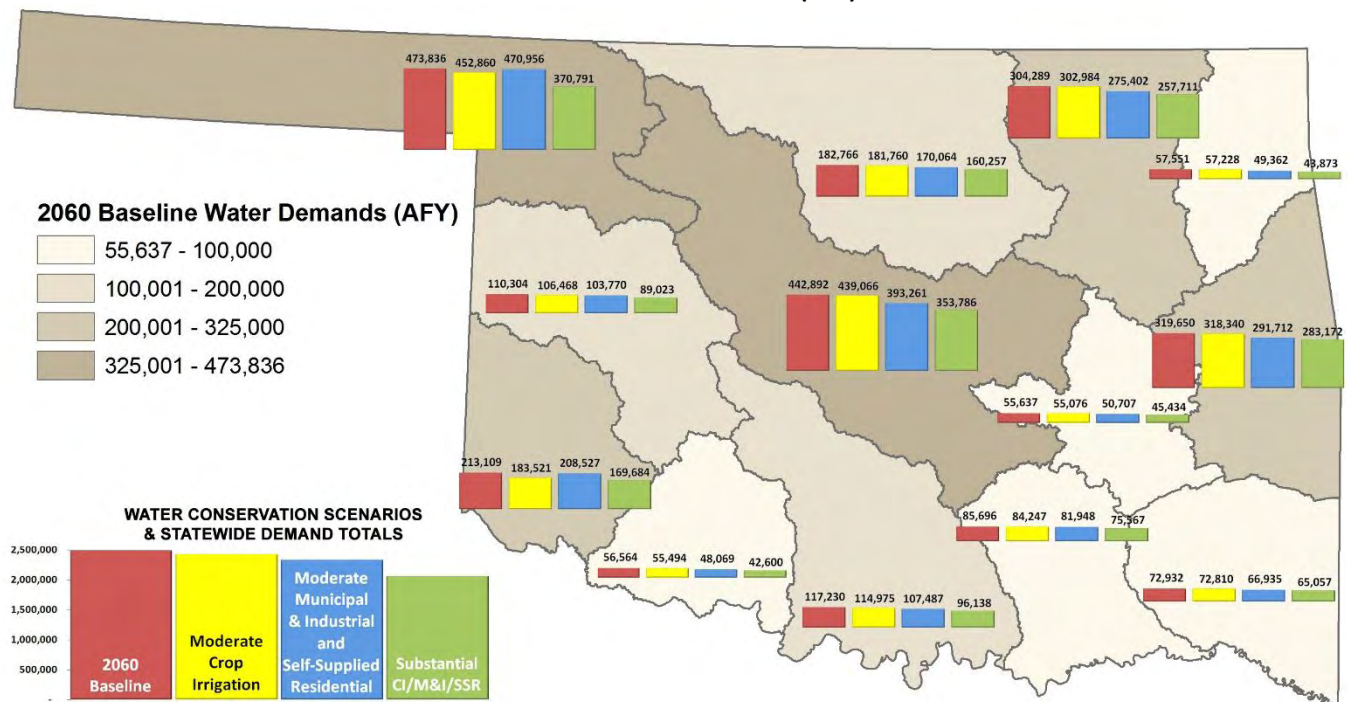 473,836 452,860 470,956 370,791
304,289 302,984 275,402 257,711
182,766 181,760 170,064 160,257
57,551 57,228 49,362 43,873
2060 Baseline Water Demands (AFY)
55,637 - 100,000
100,001 - 200,000
200,001 - 325,000
325,001 - 473,836
110,304 106,468 103,770 89,023
442,892 439,066 393,261 353,786
319,650 318,340 291,712 283,172
55,637 55,076 50,707 45,434
213,109 183,521 208,527 169,684
85,696 84,247 81,948 75,567
56,564 55,494 48,069 42,600
72,932 72,810 66,935 65,057
117,230 114,975 107,487 96,138
WATER CONSERVATION SCENARIOS
& STATEWIDE DEMAND TOTALS
2,500,000
2,000,000
1,500,000
1,000,000
500,000
-
2060
Baseline
Moderate
Crop
Irrigation
Moderate
Municipal
& Industrial
and
Self-Supplied
Residential
Substantial
CI/M&I/SSR